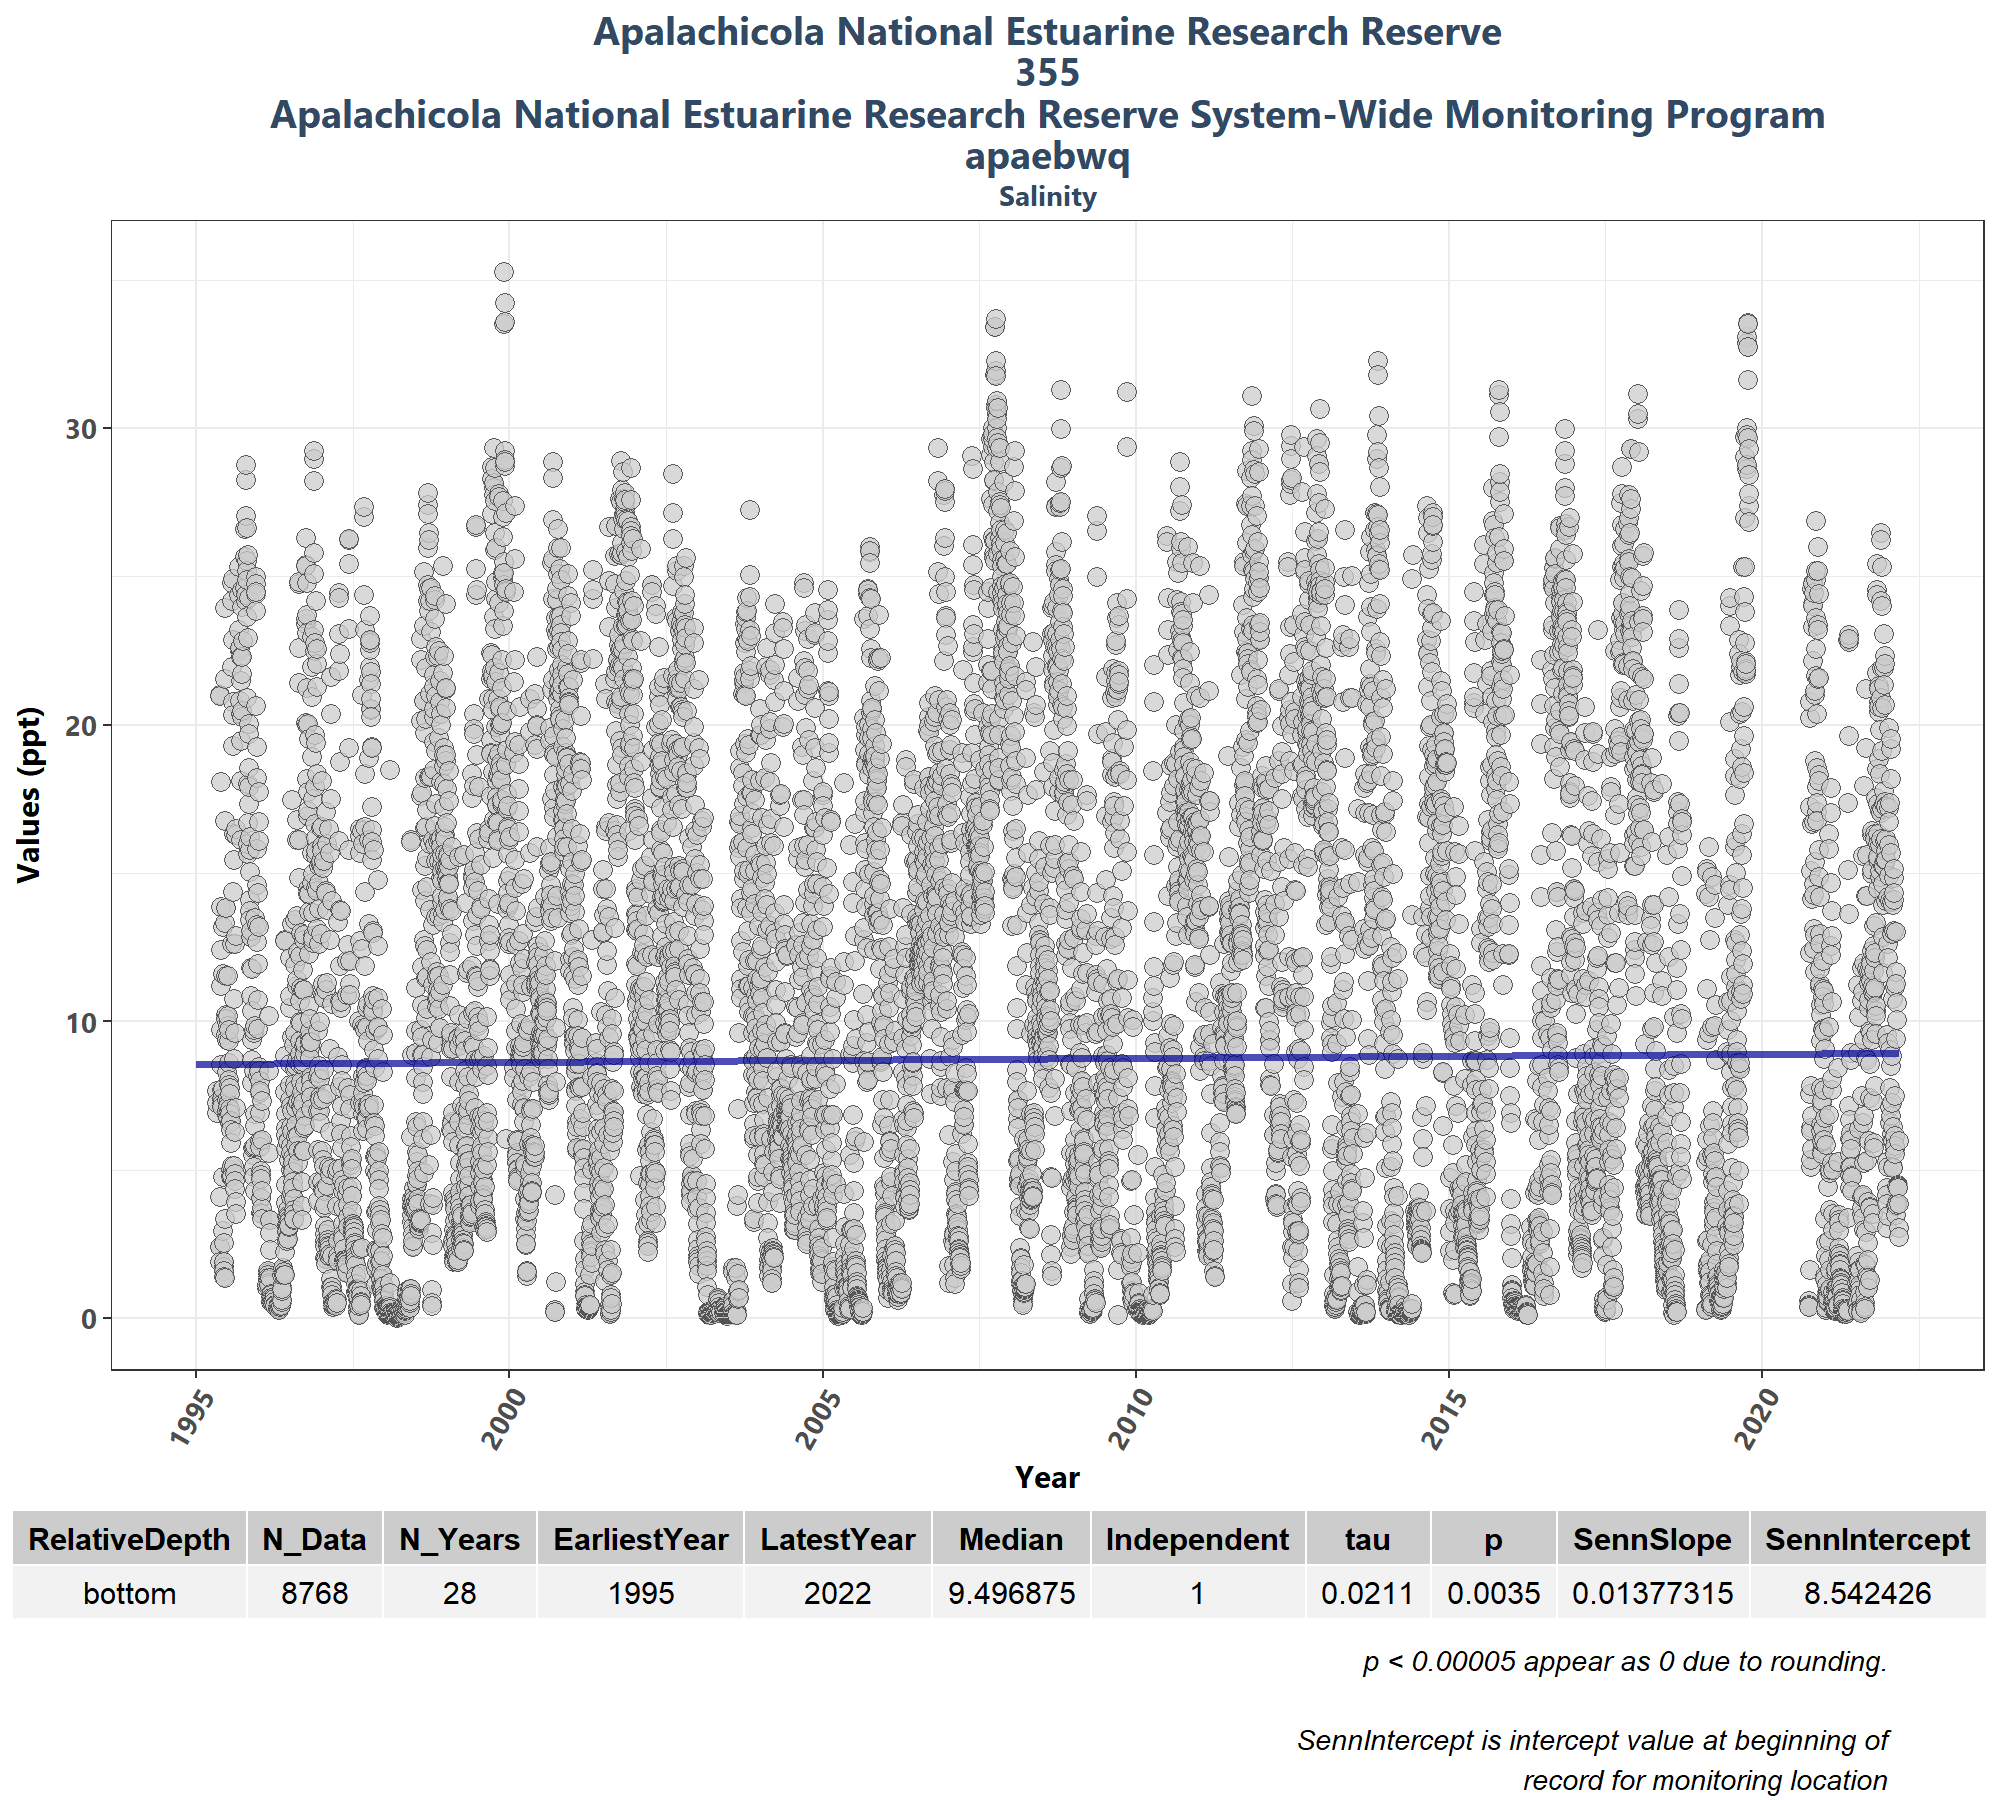 Apalachicola National Estuarine Research Reserve
355
Apalachicola National Estuarine Research Reserve System-Wide Monitoring Program
apaebwq
Salinity
Values (ppt)
30
20
10
0
1995 2000 2005 2010 2015 2020
Year
RelativeDepth N_Data N_Years EarliestYear LatestYear Median Independent tau p SennSlope SennIntercept
bottom 8768 28 1995 2022 9.496875 1 0.0211 0.0035 0.01377315 8.542426
p < 0.00005 appear as 0 due to rounding.
SennIntercept is intercept value at beginning of
record for monitoring location